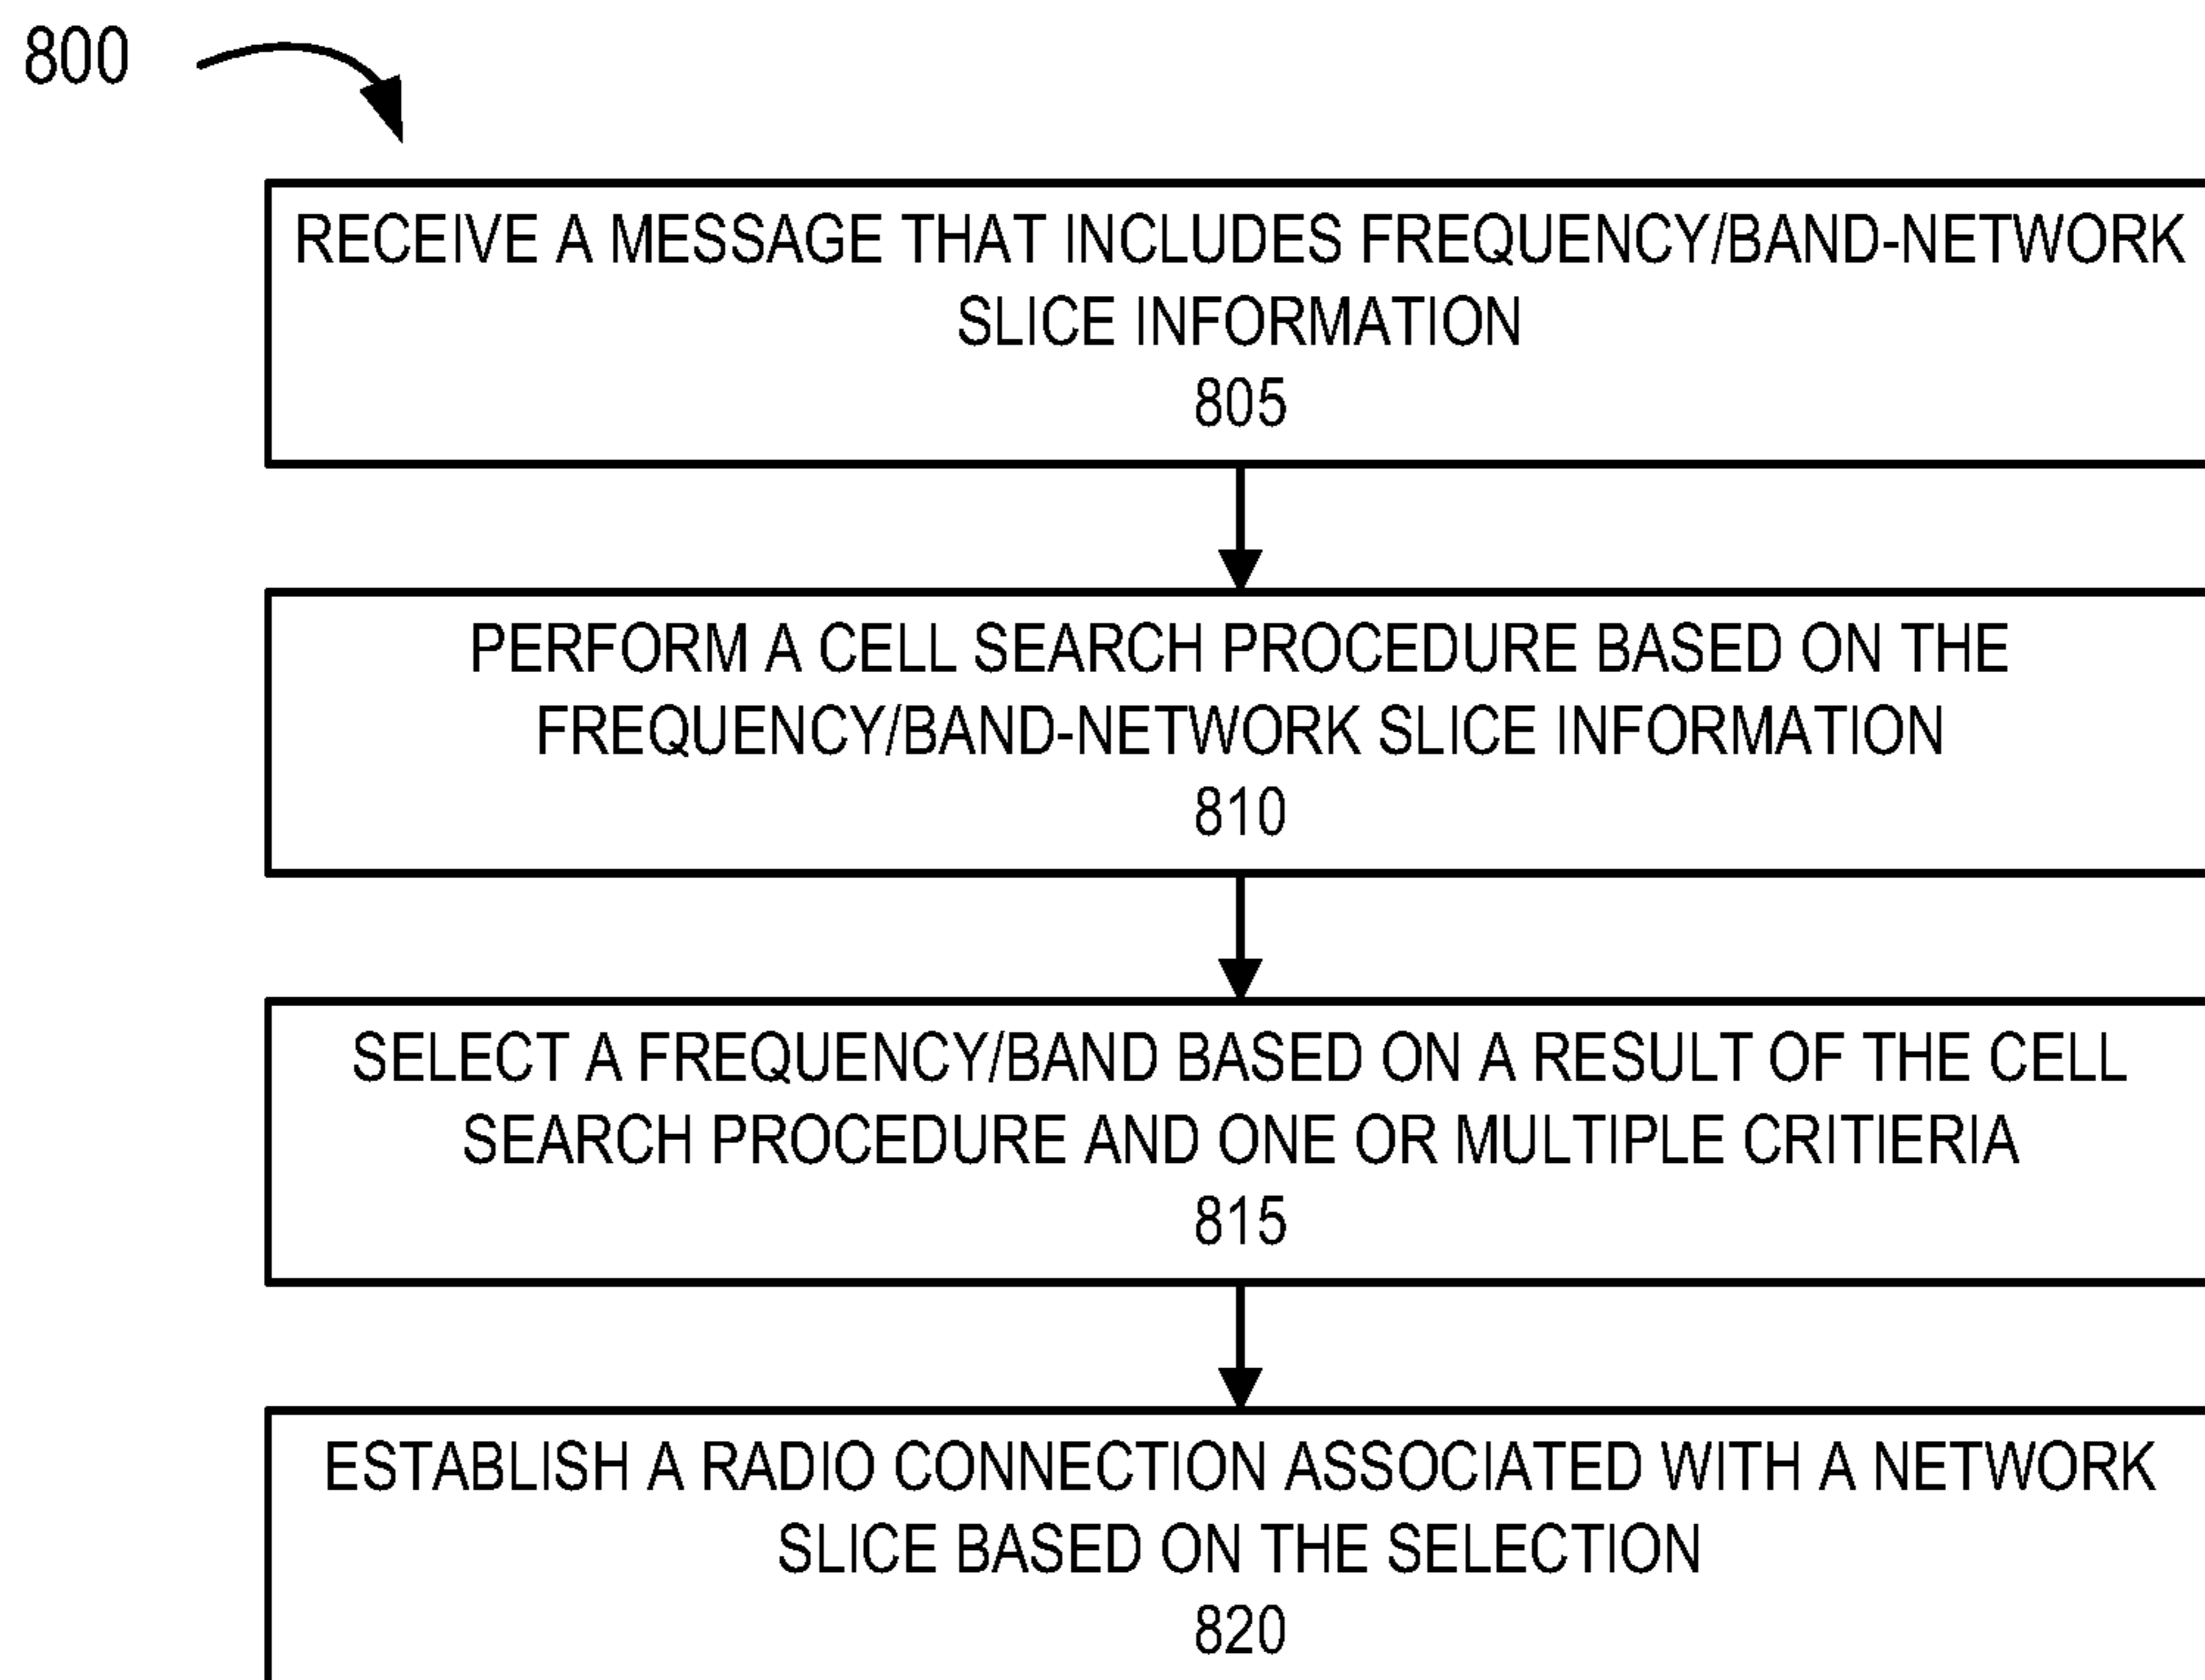 800
RECEIVE A MESSAGE THAT INCLUDES FREQUENCY/BAND-NETWORK
SLICE INFORMATION
805
PERFORM A CELL SEARCH PROCEDURE BASED ON THE
FREQUENCY/BAND-NETWORK SLICE INFORMATION
810
SELECT A FREQUENCY/BAND BASED ON A RESULT OF THE CELL
SEARCH PROCEDURE AND ONE OR MULTIPLE CRITIERIA
815
ESTABLISH A RADIO CONNECTION ASSOCIATED WITH A NETWORK
SLICE BASED ON THE SELECTION
820